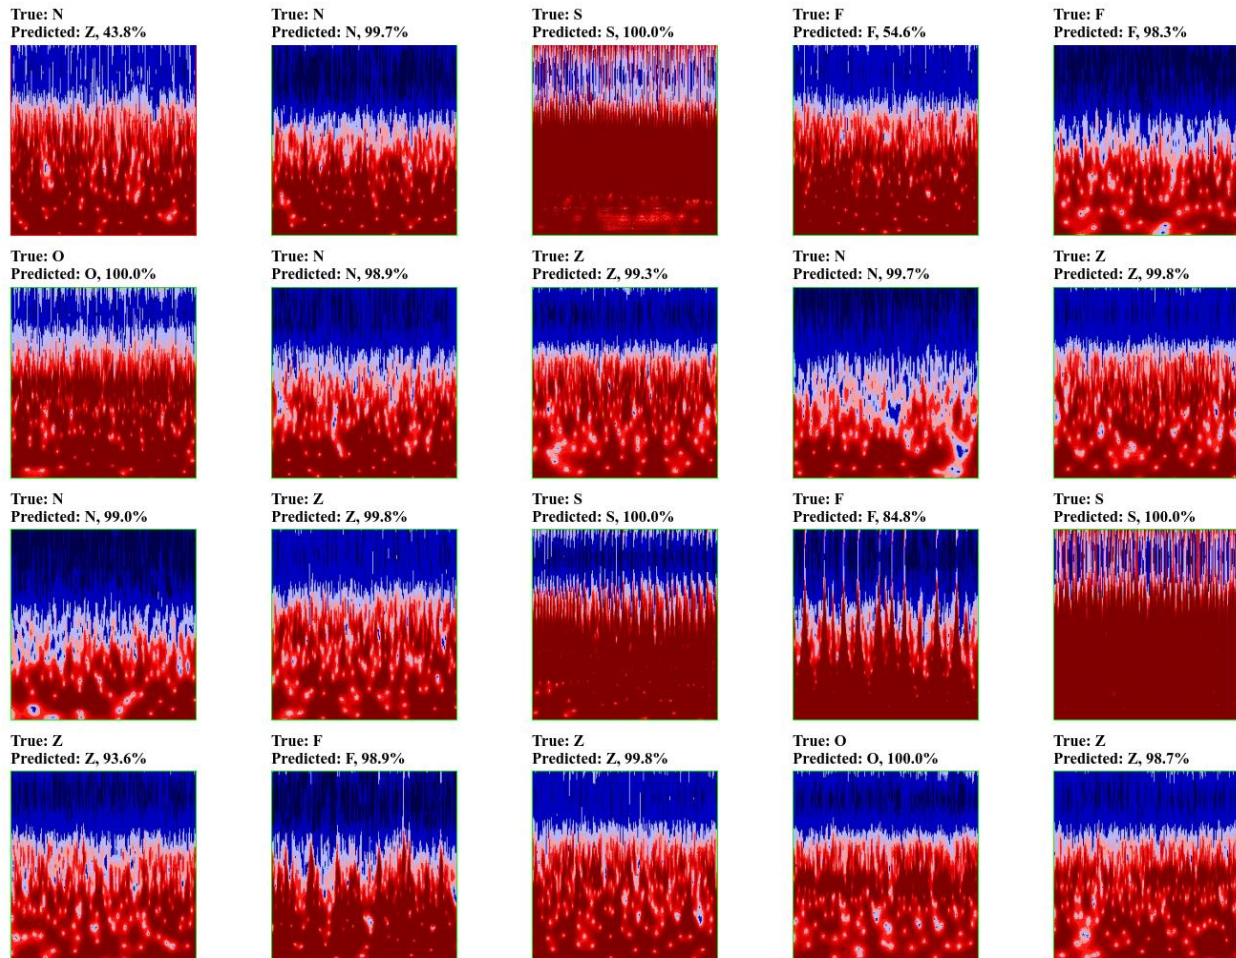 True: N
Predicted: Z, 43.8%
True: N
Predicted: N, 99.7%
True: S
Predicted: S, 100.0%
True: F
Predicted: F, 54.6%
True: F
Predicted: F, 98.3%
True: O
Predicted: O, 100.0%
True: N
Predicted: N, 98.9%
True: Z
Predicted: Z, 99.3%
True: N
Predicted: N, 99.7%
True: Z
Predicted: Z, 99.8%
True: N
Predicted: N, 99.0%
True: Z
Predicted: Z, 99.8%
True: S
Predicted: S, 100.0%
True: F
Predicted: F, 84.8%
True: S
Predicted: S, 100.0%
True: Z
Predicted: Z, 93.6%
True: F
Predicted: F, 98.9%
True: Z
Predicted: Z, 99.8%
True: O
Predicted: O, 100.0%
True: Z
Predicted: Z, 98.7%